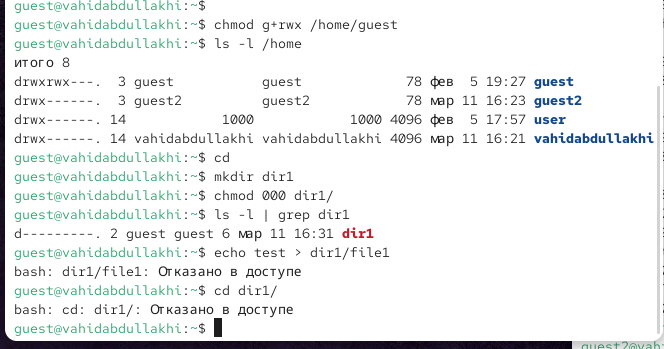 guest@vahidabdullakhi:~$
guest@vahidabdullakhi:~$ chmod g+rwx /home/guest
guest@vahidabdullakhi:~$ ls -l /home
итого 8
drwxrwx---.  3 guest           guest             78 фев  5 19:27 guest
drwx------.  3 guest2          guest2            78 мар 11 16:23 guest2
drwx------. 14            1000            1000 4096 фев  5 17:57 user
drwx------. 14 vahidabdullakhi vahidabdullakhi 4096 мар 11 16:21 vahidabdullakhi
guest@vahidabdullakhi:~$ cd
guest@vahidabdullakhi:~$ mkdir dir1
guest@vahidabdullakhi:~$ chmod 000 dir1/
guest@vahidabdullakhi:~$ ls -l | grep dir1
d---------. 2 guest guest 6 мар 11 16:31 dir1
guest@vahidabdullakhi:~$ echo test > dir1/file1
bash: dir1/file1: Отказано в доступе
guest@vahidabdullakhi:~$ cd dir1/
bash: cd: dir1/: Отказано в доступе
guest@vahidabdullakhi:~$